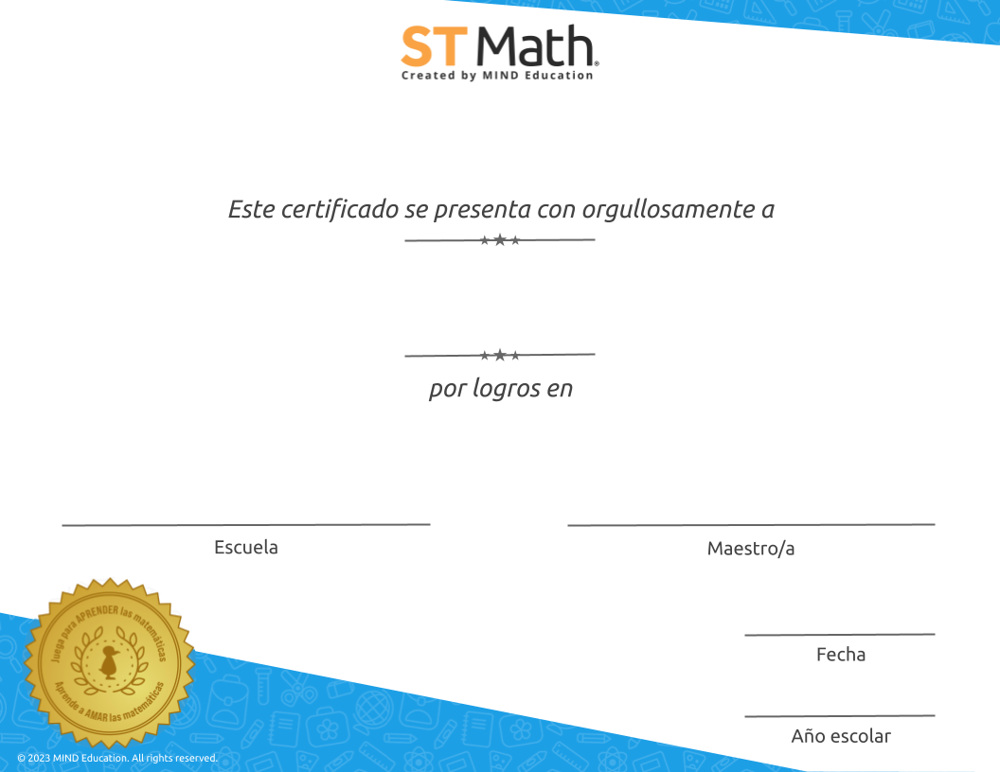 ST Math®
Created by MIND Education
Este certificado se presenta con orgullosamente a
por logros en
Escuela
Maestro/a
Juega para APRENDER las matemáticas
Aprende a AMAR las matemáticas
Fecha
Año escolar
© 2023 MIND Education. All rights reserved.